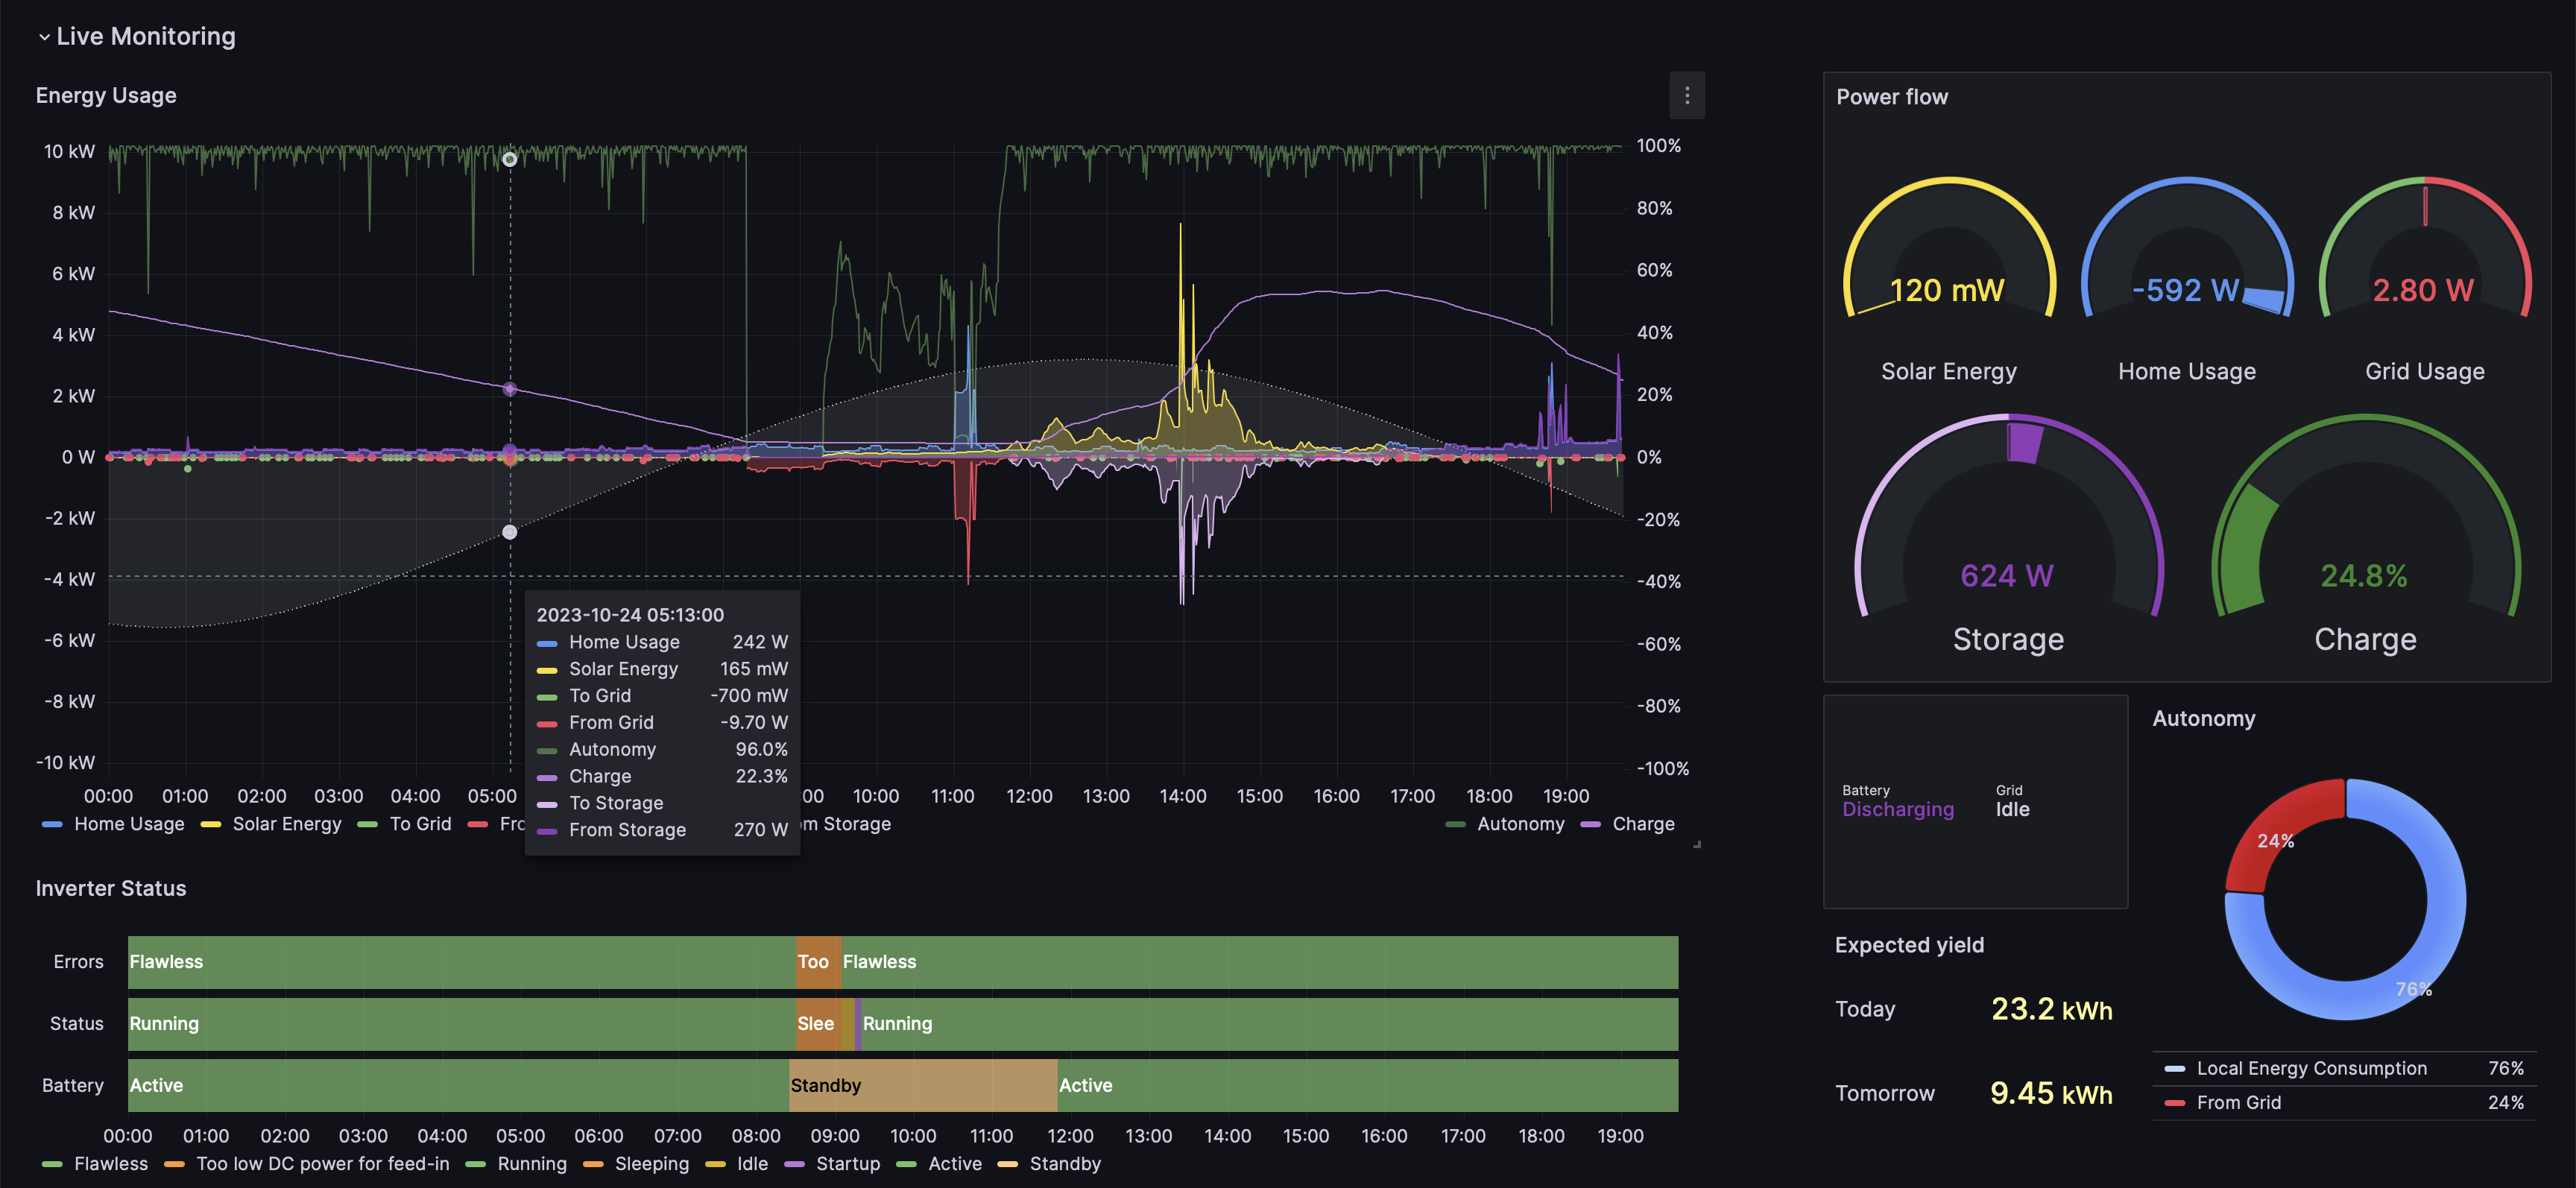 Live Monitoring
Energy Usage
10 kW
8 kW
6 kW
4 kW
2 kW
0 W
-2 kW
-4 kW
-6 kW
-8 kW
-10 kW
100%
80%
60%
40%
20%
0%
-20%
-40%
-60%
-80%
-100%
2023-10-24 05:13:00
Home Usage 242 W
Solar Energy 165 mW
To Grid -700 mW
From Grid -9.70 W
Autonomy 96.0%
Charge 22.3%
To Storage
From Storage 270 W
00:00 01:00 02:00 03:00 04:00 05:00 :00 10:00 11:00 12:00 13:00 14:00 15:00 16:00 17:00 18:00 19:00
Home Usage Solar Energy To Grid Fro m Storage Autonomy Charge
Inverter Status
Errors Flawless Too Flawless
Status Running Slee Running
Battery Active Standby Active
00:00 01:00 02:00 03:00 04:00 05:00 06:00 07:00 08:00 09:00 10:00 11:00 12:00 13:00 14:00 15:00 16:00 17:00 18:00 19:00
Flawless Too low DC power for feed-in Running Sleeping Idle Startup Active Standby
Power flow
120 mW -592 W 2.80 W
Solar Energy Home Usage Grid Usage
624 W 24.8%
Storage Charge
Battery Grid
Discharging Idle
Expected yield
Today 23.2 kWh
Tomorrow 9.45 kWh
Autonomy
24%
76%
Local Energy Consumption 76%
From Grid 24%